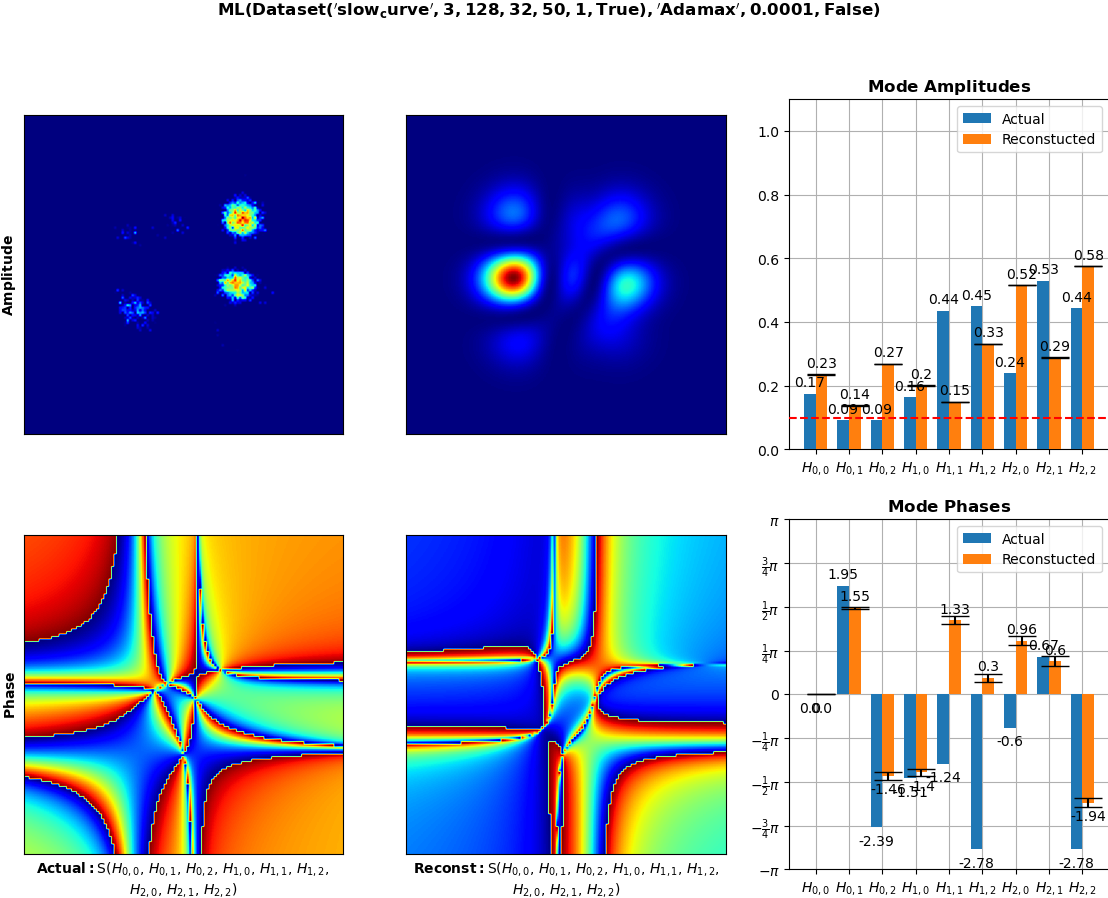 ML(Dataset('slow_curve', 3, 128, 32, 50, 1, True), 'Adamax', 0.0001, False)
Amplitude
Mode Amplitudes
Actual
Reconstucted
1.0
0.8
0.6
0.4
0.2
0.0
0.17
0.23
0.09
0.14
0.09
0.27
0.16
0.2
0.44
0.15
0.45
0.33
0.24
0.52
0.53
0.29
0.44
0.58
H0,0 H0,1 H0,2 H1,0 H1,1 H1,2 H2,0 H2,1 H2,2
Phase
Actual: S(H0,0, H0,1, H0,2, H1,0, H1,1, H1,2,
H2,0, H2,1, H2,2)
Reconst: S(H0,0, H0,1, H0,2, H1,0, H1,1, H1,2,
H2,0, H2,1, H2,2)
Mode Phases
Actual
Reconstucted
π
3/4π
1/2π
1/4π
0
−1/4π
−1/2π
−3/4π
−π
0.0
0.0
1.95
1.55
-2.39
-1.46
-1.51
-1.4
-1.24
1.33
-2.78
0.3
-0.6
0.96
0.67
0.6
-2.78
-1.94
H0,0 H0,1 H0,2 H1,0 H1,1 H1,2 H2,0 H2,1 H2,2